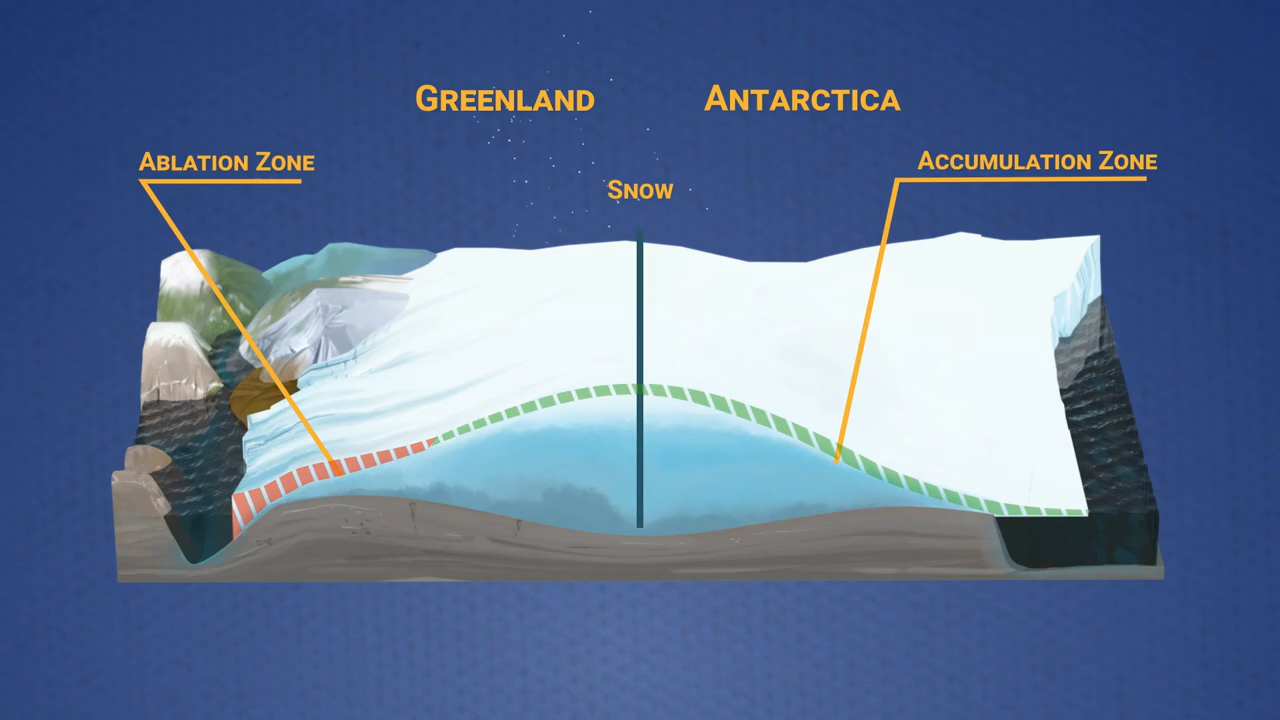 Greenland
Antarctica
Ablation Zone
Accumulation Zone
Snow